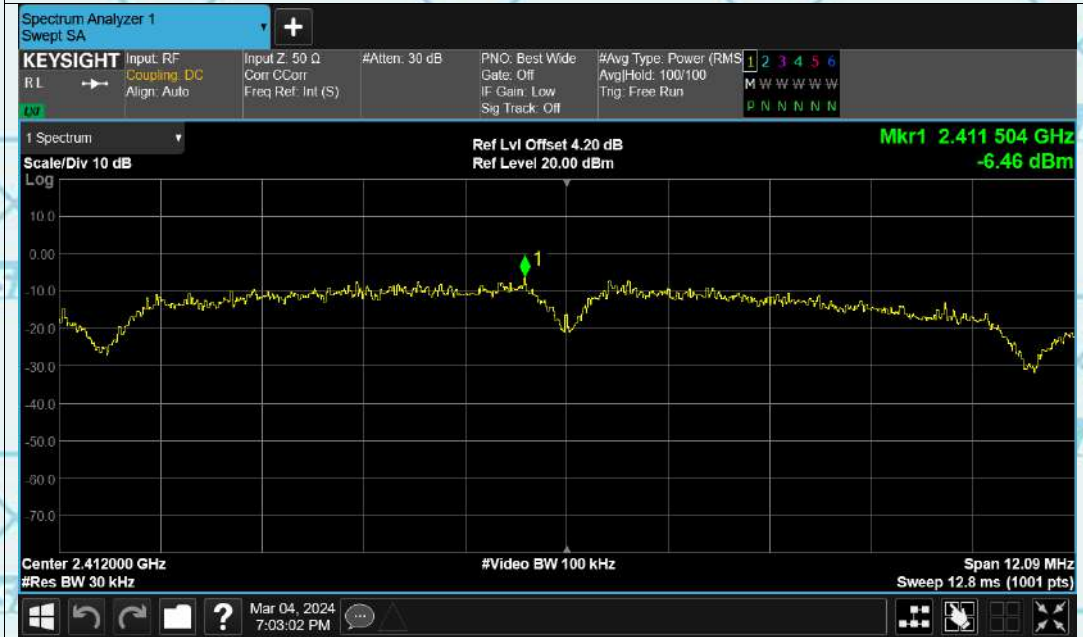 Spectrum Analyzer 1
Swept SA
+
KEYSIGHT Input: RF Input Z: 50 Ω #Atten: 30 dB PNO: Best Wide #Avg Type: Power (RMS 1 2 3 4 5 6
R L Coupling: DC Corr CCorr Gate: Off Avg|Hold: 100/100 M W W W W W
Align: Auto Freq Ref: Int (S) IF Gain: Low Trig: Free Run
Sig Track: Off P N N N N N
1 Spectrum
Scale/Div 10 dB
Ref Lvl Offset 4.20 dB
Ref Level 20.00 dBm
Mkr1 2.411 504 GHz
-6.46 dBm
Log
10.0
0.00
1
-10.0
-20.0
-30.0
-40.0
-50.0
-60.0
-70.0
Center 2.412000 GHz #Video BW 100 kHz Span 12.09 MHz
#Res BW 30 kHz Sweep 12.8 ms (1001 pts)
? Mar 04, 2024
7:03:02 PM